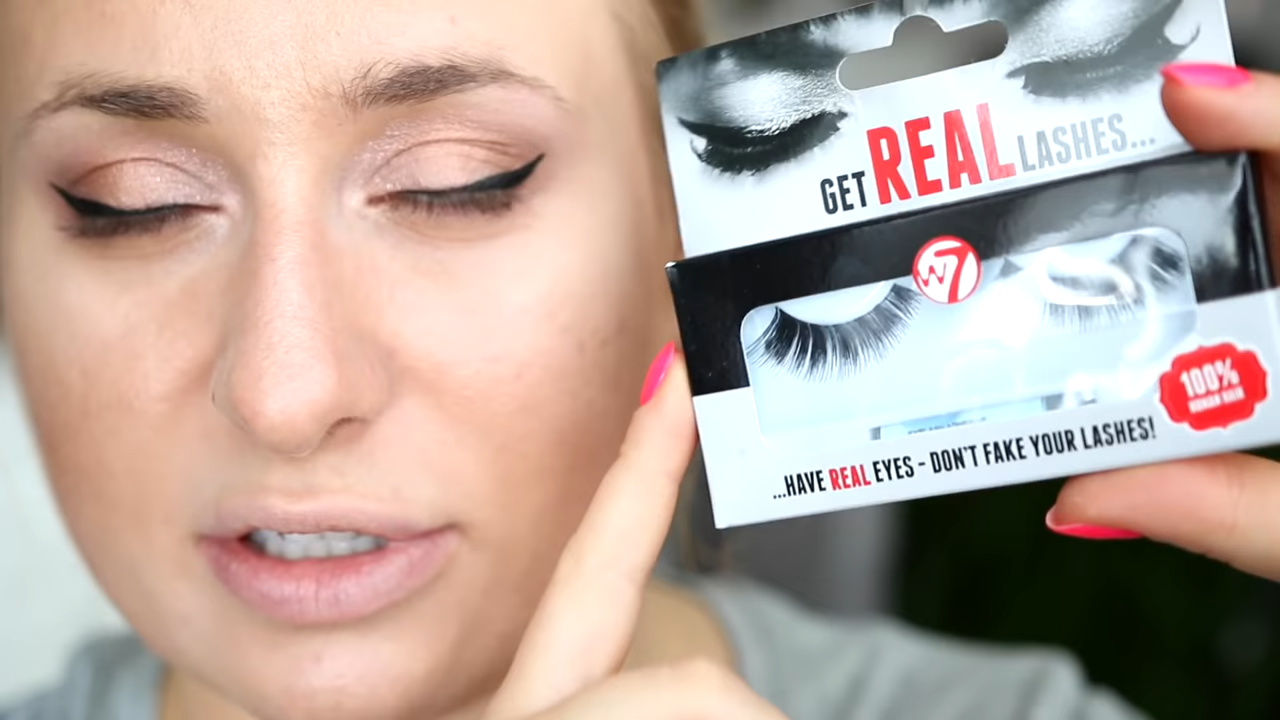 GET REAL LASHES...
W7
100%
HUMAN HAIR
...HAVE REAL EYES - DON'T FAKE YOUR LASHES!